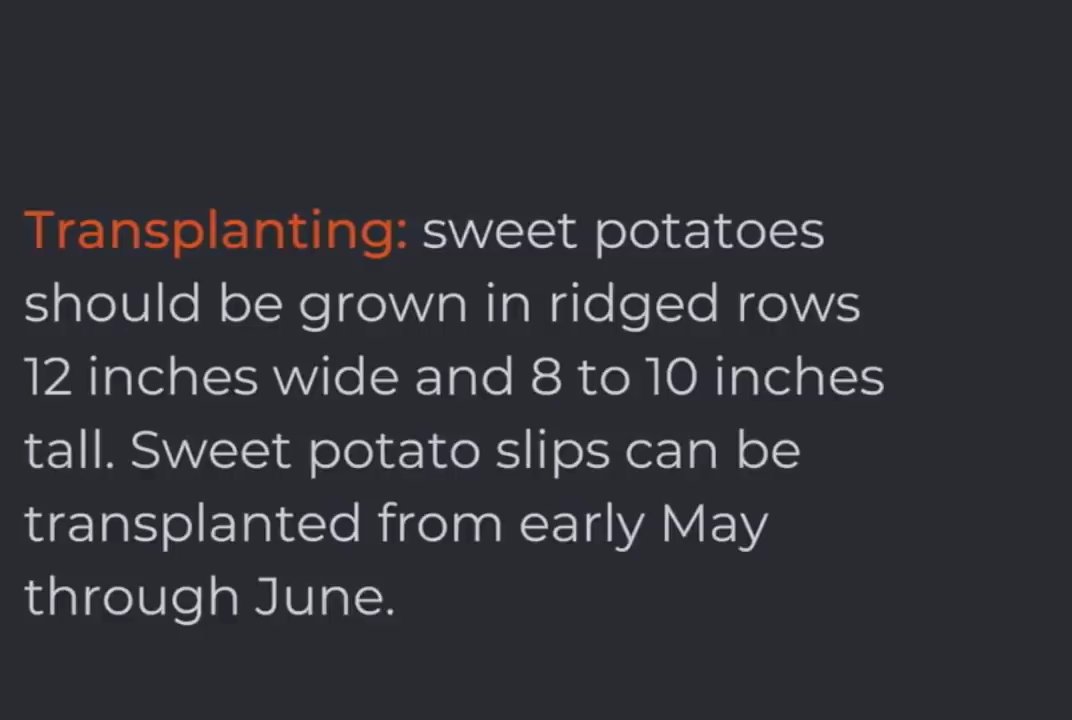 Transplanting: sweet potatoes
should be grown in ridged rows
12 inches wide and 8 to 10 inches
tall. Sweet potato slips can be
transplanted from early May
through June.